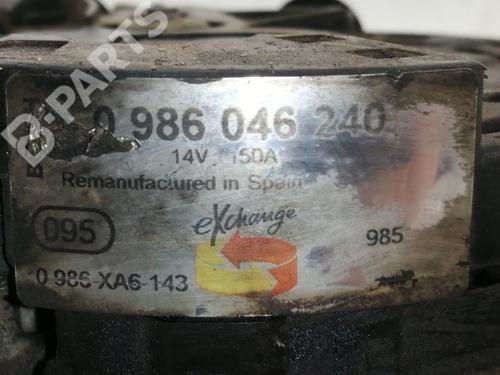 B-PARTS
0 986 046 240
14V 150A
Remanufactured in Spain
eXchange
095
985
0 986-XA6-143